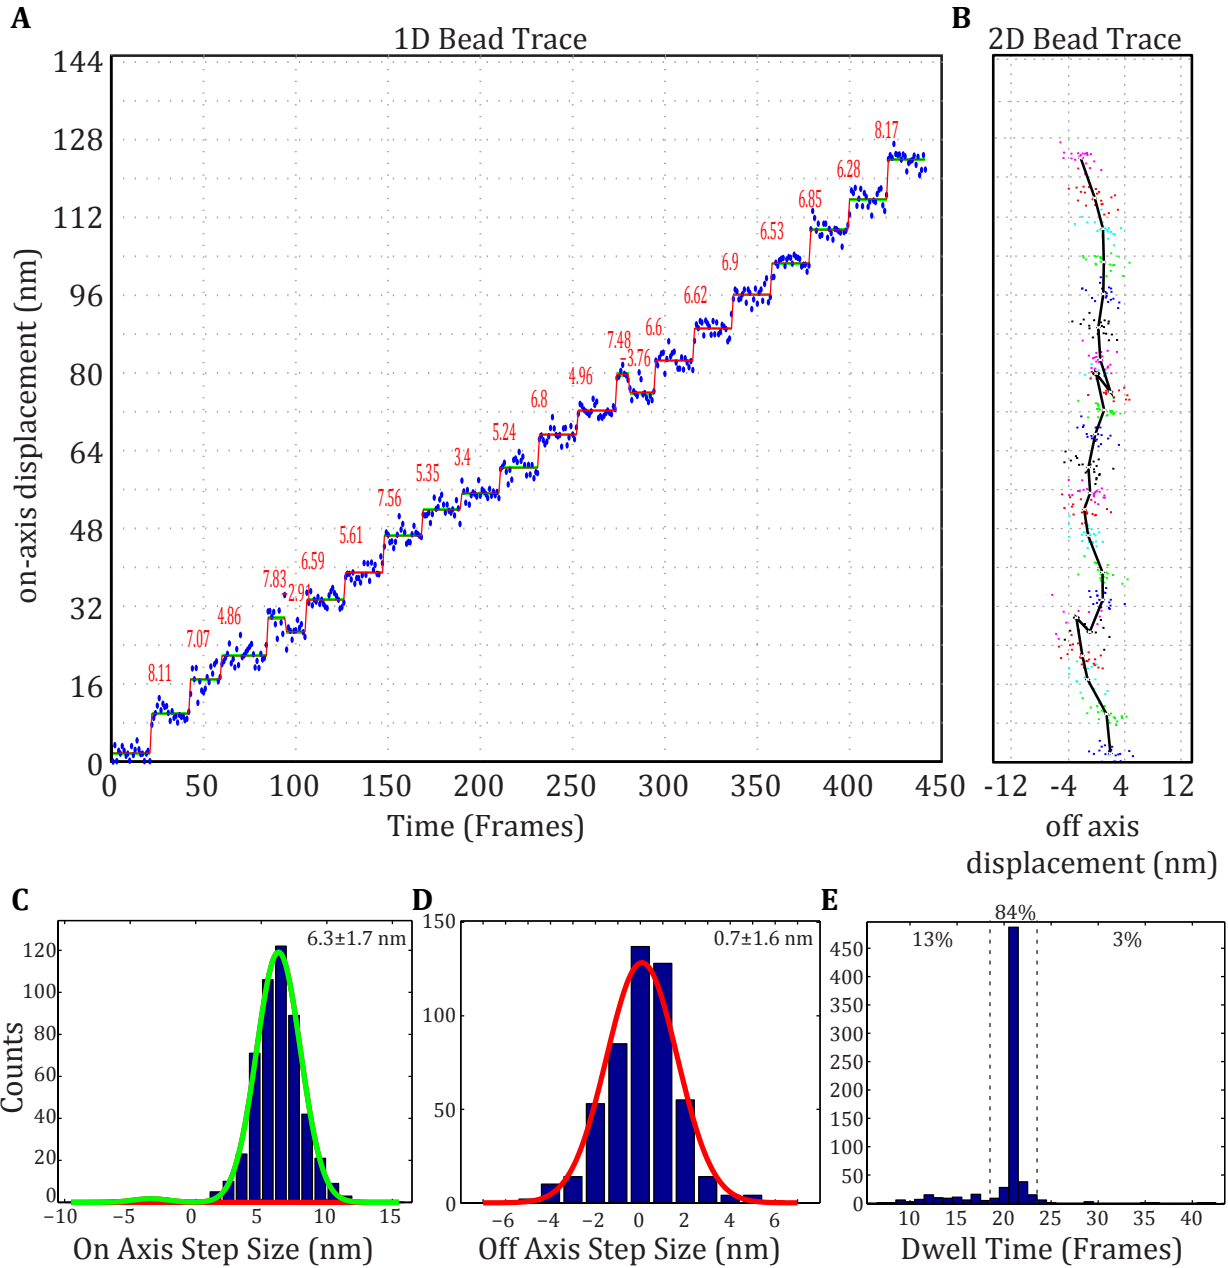 A
B
1D Bead Trace
2D Bead Trace
144
128
112
96
80
64
48
32
16
0
on-axis displacement (nm)
8.11
7.07
4.86
7.83
-2.91
6.59
5.61
7.56
5.35
3.4
5.24
6.8
4.96
7.48
-3.76
6.6
6.62
6.9
6.53
6.85
6.28
8.17
0 50 100 150 200 250 300 350 400 450
Time (Frames)
-12 -4 4 12
off axis
displacement (nm)
C
6.3±1.7 nm
120
100
80
60
40
20
0
Counts
−10 −5 0 5 10 15
On Axis Step Size (nm)
D
0.7±1.6 nm
150
100
50
0
−6 −4 −2 0 2 4 6
Off Axis Step Size (nm)
E
84%
13%
3%
450
400
350
300
250
200
150
100
50
0
10 15 20 25 30 35 40
Dwell Time (Frames)